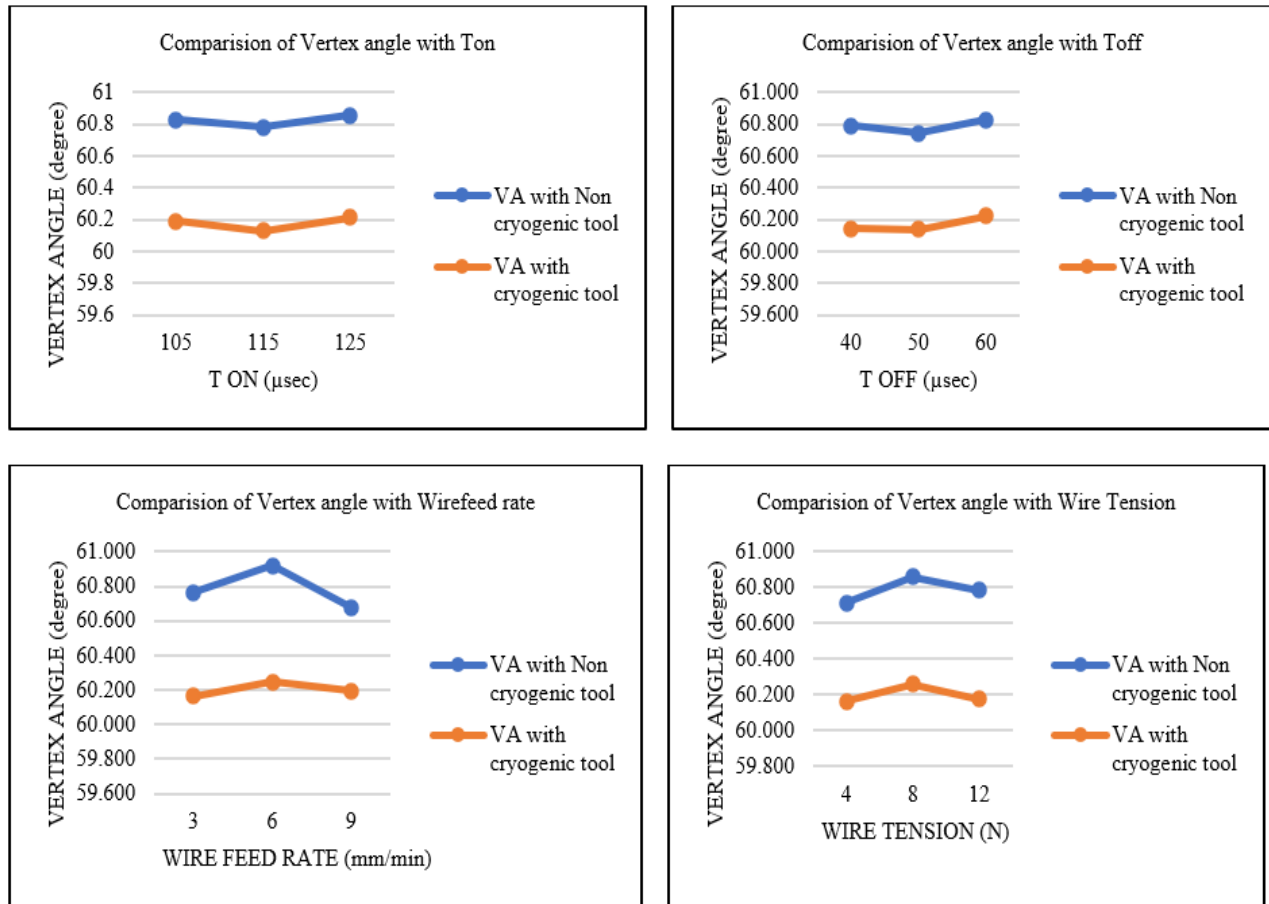 Comparision of Vertex angle with Ton
VERTEX ANGLE (degree)
61
60.8
60.6
60.4
60.2
60
59.8
59.6
105 115 125
T ON (µsec)
VA with Non
cryogenic tool
VA with
cryogenic tool
Comparision of Vertex angle with Toff
VERTEX ANGLE (degree)
61.000
60.800
60.600
60.400
60.200
60.000
59.800
59.600
40 50 60
T OFF (µsec)
VA with Non
cryogenic tool
VA with
cryogenic tool
Comparision of Vertex angle with Wirefeed rate
VERTEX ANGLE (degree)
61.000
60.800
60.600
60.400
60.200
60.000
59.800
59.600
3 6 9
WIRE FEED RATE (mm/min)
VA with Non
cryogenic tool
VA with
cryogenic tool
Comparision of Vertex angle with Wire Tension
VERTEX ANGLE (degree)
61.000
60.800
60.600
60.400
60.200
60.000
59.800
4 8 12
WIRE TENSION (N)
VA with Non
cryogenic tool
VA with
cryogenic tool